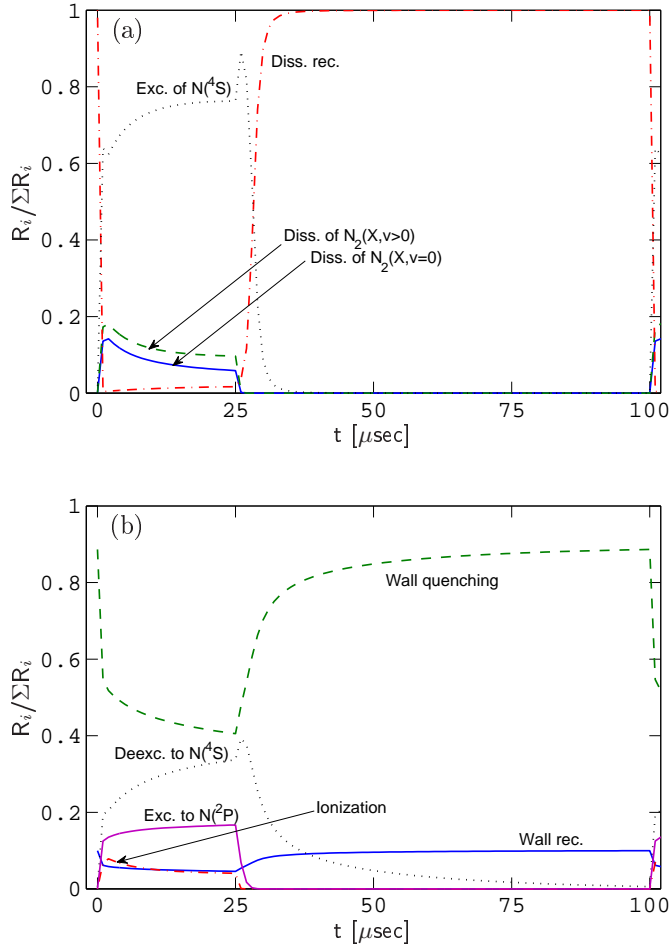 (a)
1
0.8
0.6
0.4
0.2
0
R_i/ΣR_i
Exc. of N(⁴S)
Diss. rec.
Diss. of N₂(X,v>0)
Diss. of N₂(X,v=0)
0 25 50 75 100
t [μsec]
(b)
1
0.8
0.6
0.4
0.2
0
R_i/ΣR_i
Wall quenching
Deexc. to N(⁴S)
Exc. to N(²P)
Ionization
Wall rec.
0 25 50 75 100
t [μsec]